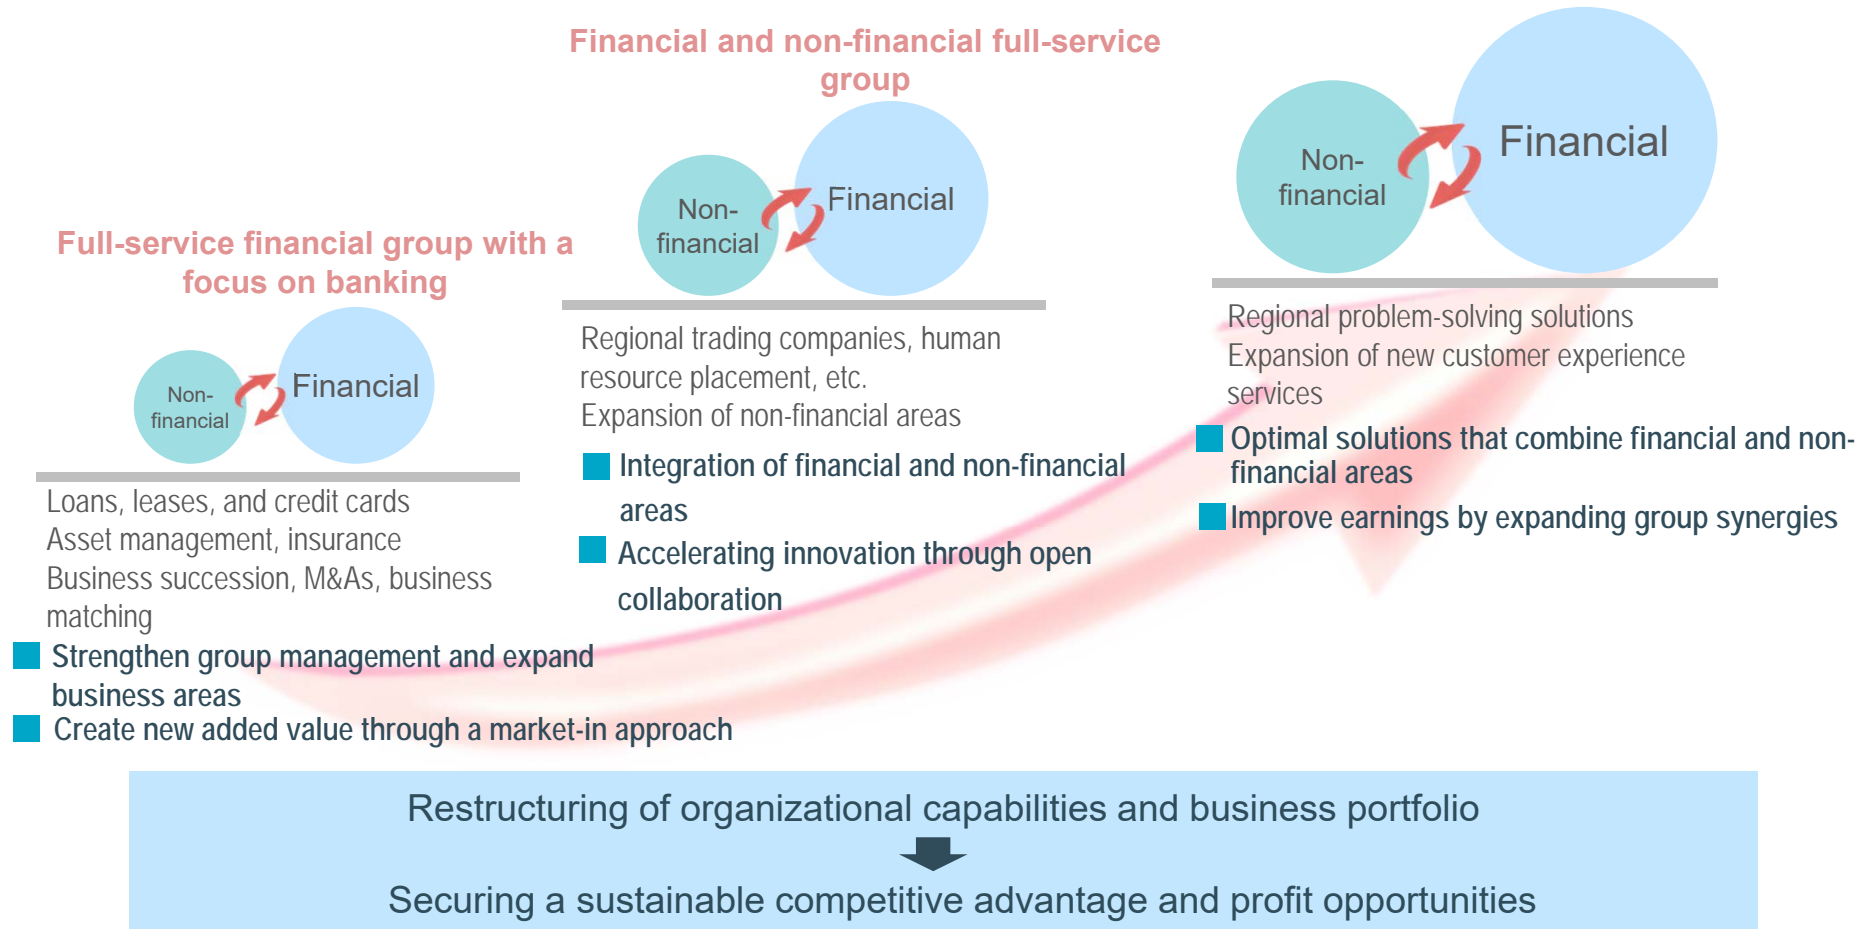 Full-service financial group with a
focus on banking
Non-
financial
Financial
Loans, leases, and credit cards
Asset management, insurance
Business succession, M&As, business
matching
Strengthen group management and expand
business areas
Create new added value through a market-in approach
Financial and non-financial full-service
group
Non-
financial
Financial
Regional trading companies, human
resource placement, etc.
Expansion of non-financial areas
Integration of financial and non-financial
areas
Accelerating innovation through open
collaboration
Non-
financial
Financial
Regional problem-solving solutions
Expansion of new customer experience
services
Optimal solutions that combine financial and non-
financial areas
Improve earnings by expanding group synergies
Restructuring of organizational capabilities and business portfolio
Securing a sustainable competitive advantage and profit opportunities